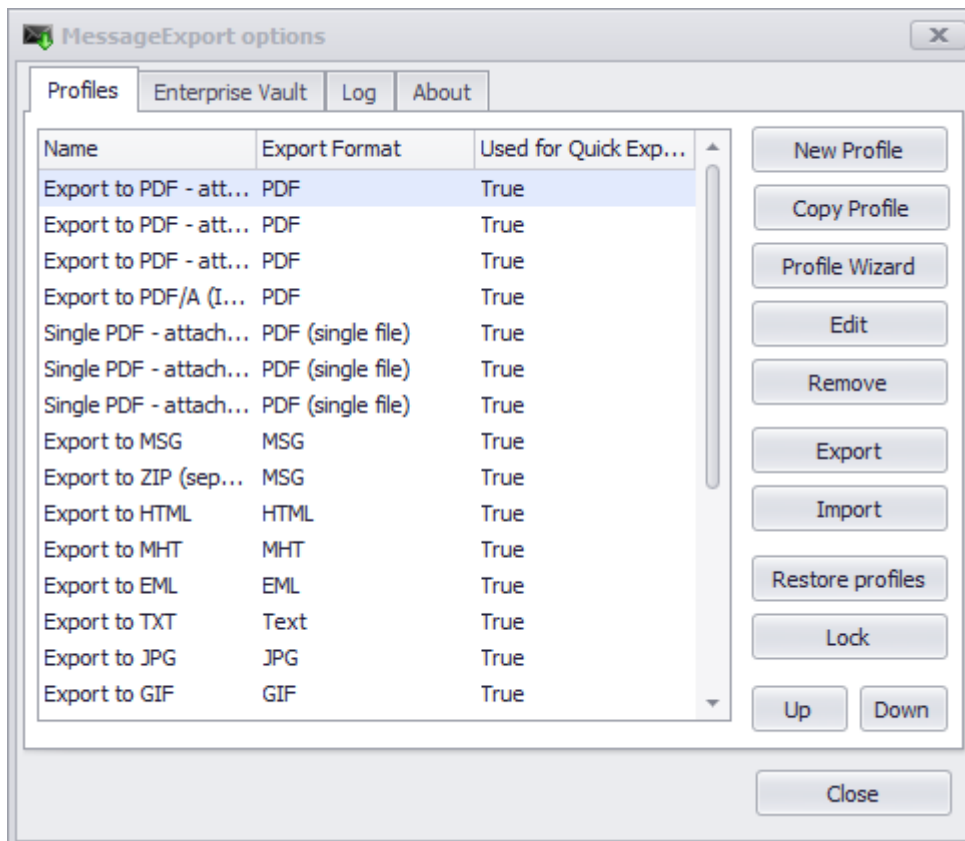 MessageExport options
Profiles Enterprise Vault Log About
Name Export Format Used for Quick Exp...
Export to PDF - att... PDF True
Export to PDF - att... PDF True
Export to PDF - att... PDF True
Export to PDF/A (I... PDF True
Single PDF - attach... PDF (single file) True
Single PDF - attach... PDF (single file) True
Single PDF - attach... PDF (single file) True
Export to MSG MSG True
Export to ZIP (sep... MSG True
Export to HTML HTML True
Export to MHT MHT True
Export to EML EML True
Export to TXT Text True
Export to JPG JPG True
Export to GIF GIF True
New Profile
Copy Profile
Profile Wizard
Edit
Remove
Export
Import
Restore profiles
Lock
Up Down
Close